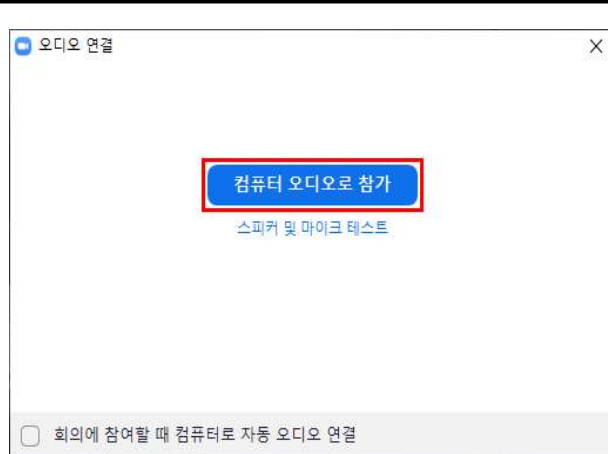 오디오 연결
컴퓨터 오디오로 참가
스피커 및 마이크 테스트
회의에 참여할 때 컴퓨터로 자동 오디오 연결